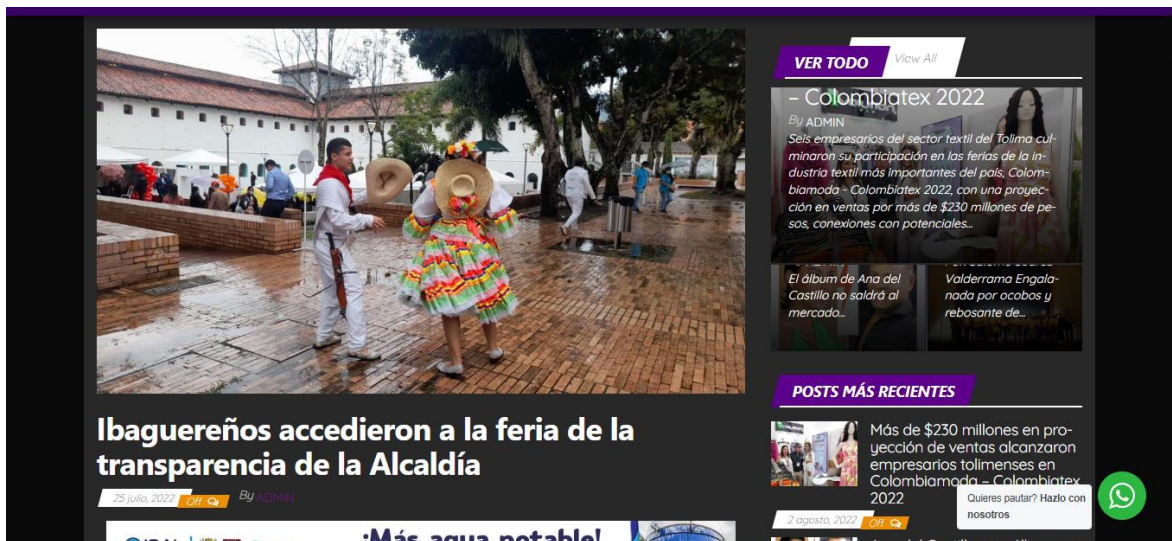 Ibaguereños accedieron a la feria de la
transparencia de la Alcaldía
25 julio, 2022 Off By ADMIN
¡Más agua potable!
VER TODO View All
– Colombiatex 2022
By ADMIN
Seis empresarios del sector textil del Tolima cul-
minaron su participación en las ferias de la in-
dustria textil más importantes del país, Colom-
biamoda - Colombiatex 2022, con una proyec-
ción en ventas por más de $230 millones de pe-
sos, conexiones con potenciales...
El álbum de Ana del
Castillo no saldrá al
mercado...
Valderrama Engala-
nada por ocobos y
rebosante de...
POSTS MÁS RECIENTES
Más de $230 millones en pro-
yección de ventas alcanzaron
empresarios tolimenses en
Colombiamoda – Colombiatex
2022
2 agosto, 2022 Off
Quieres pautar? Hazlo con
nosotros